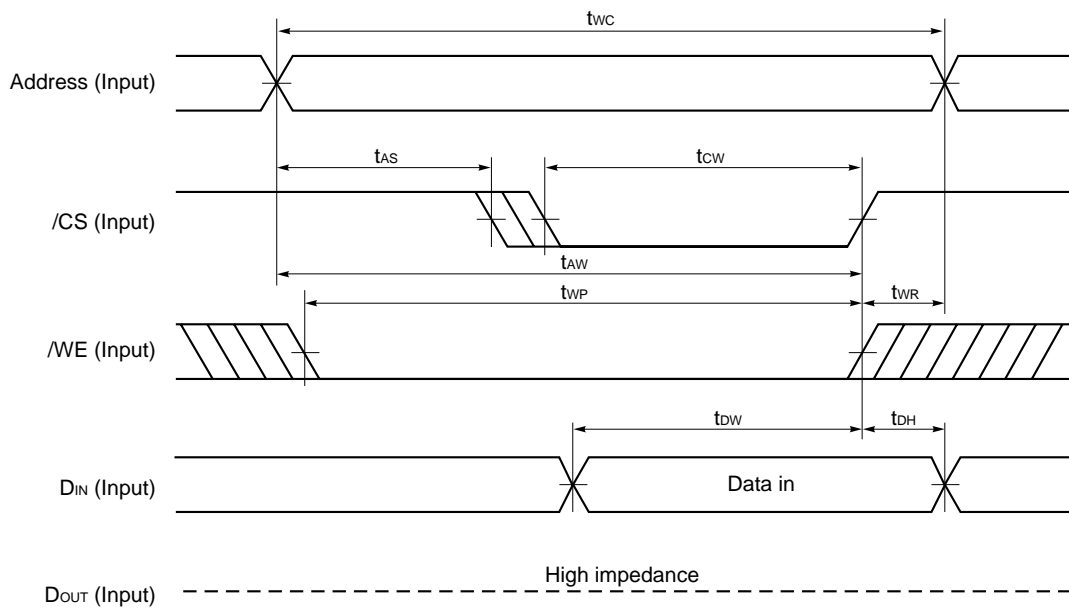 tWC
Address (Input)
tAS
tCW
/CS (Input)
tAW
tWP
tWR
/WE (Input)
tDW
tDH
DIN (Input)
Data in
High impedance
DOUT (Input)